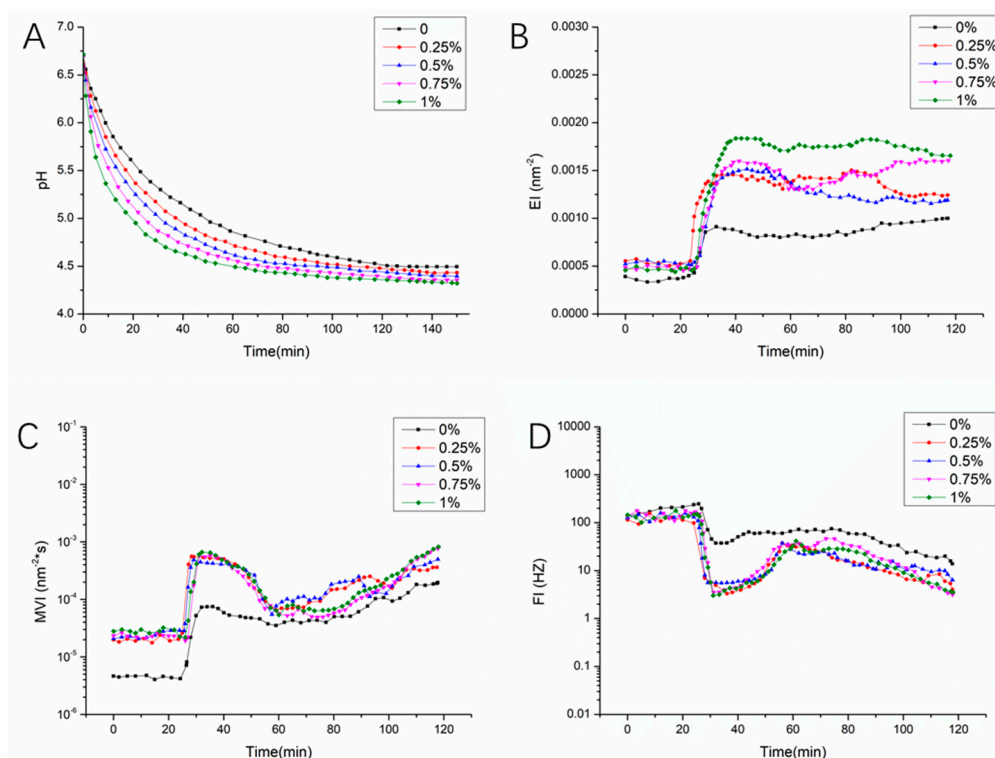 A
7.0
6.5
6.0
5.5
5.0
4.5
4.0
pH
0 20 40 60 80 100 120 140
Time(min)
0
0.25%
0.5%
0.75%
1%
B
0.0030
0.0025
0.0020
0.0015
0.0010
0.0005
0.0000
EI (nm⁻²)
0 20 40 60 80 100 120
Time(min)
0%
0.25%
0.5%
0.75%
1%
C
10⁻¹
10⁻²
10⁻³
10⁻⁴
10⁻⁵
10⁻⁶
MVI (nm⁻²*s)
0 20 40 60 80 100 120
Time(min)
0%
0.25%
0.5%
0.75%
1%
D
10000
1000
100
10
1
0.1
0.01
FI (HZ)
0 20 40 60 80 100 120
Time(min)
0%
0.25%
0.5%
0.75%
1%